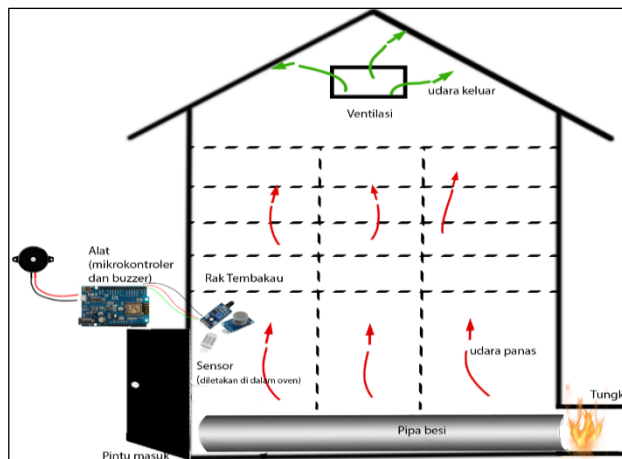 udara keluar
Ventilasi
Alat
(mikrokontroler
dan buzzer)
Rak Tembakau
Sensor
(diletakan di dalam oven)
udara panas
Tungk
Pipa besi
Pintu masuk